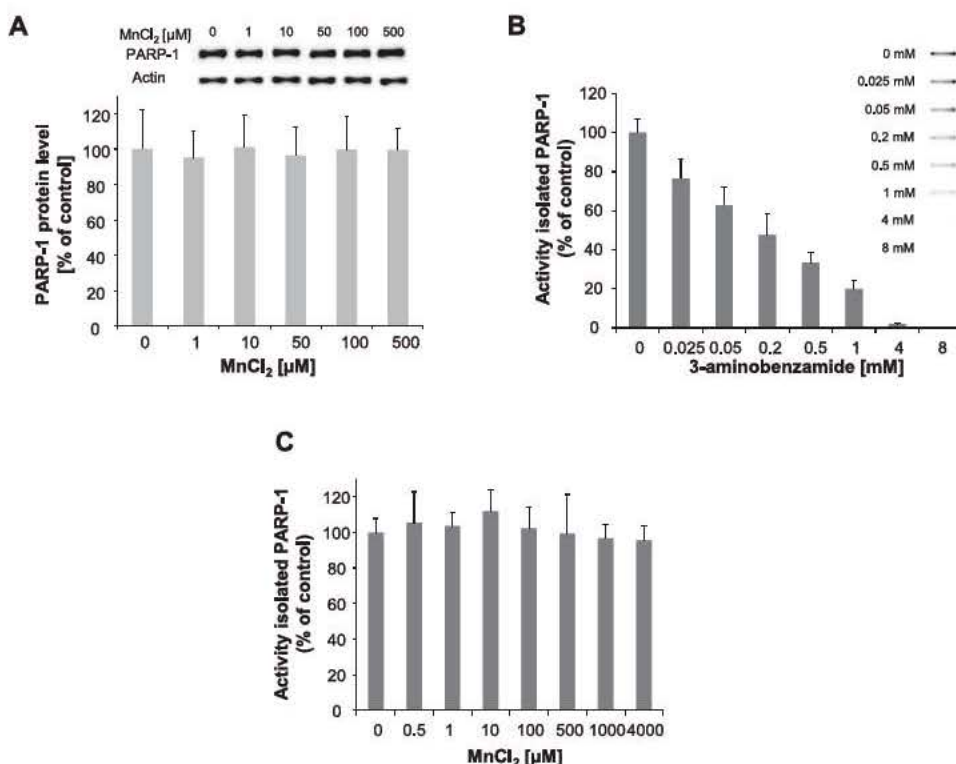 A
MnCl₂ [µM] 0 1 10 50 100 500
PARP-1
Actin
PARP-1 protein level
[% of control]
120
100
80
60
40
20
0
0 1 10 50 100 500
MnCl₂ [µM]
B
0 mM
0.025 mM
0.05 mM
0.2 mM
0.5 mM
1 mM
4 mM
8 mM
Activity isolated PARP-1
(% of control)
120
100
80
60
40
20
0
0 0.025 0.05 0.2 0.5 1 4 8
3-aminobenzamide [mM]
C
Activity isolated PARP-1
(% of control)
120
100
80
60
40
20
0
0 0.5 1 10 100 500 1000 4000
MnCl₂ [µM]